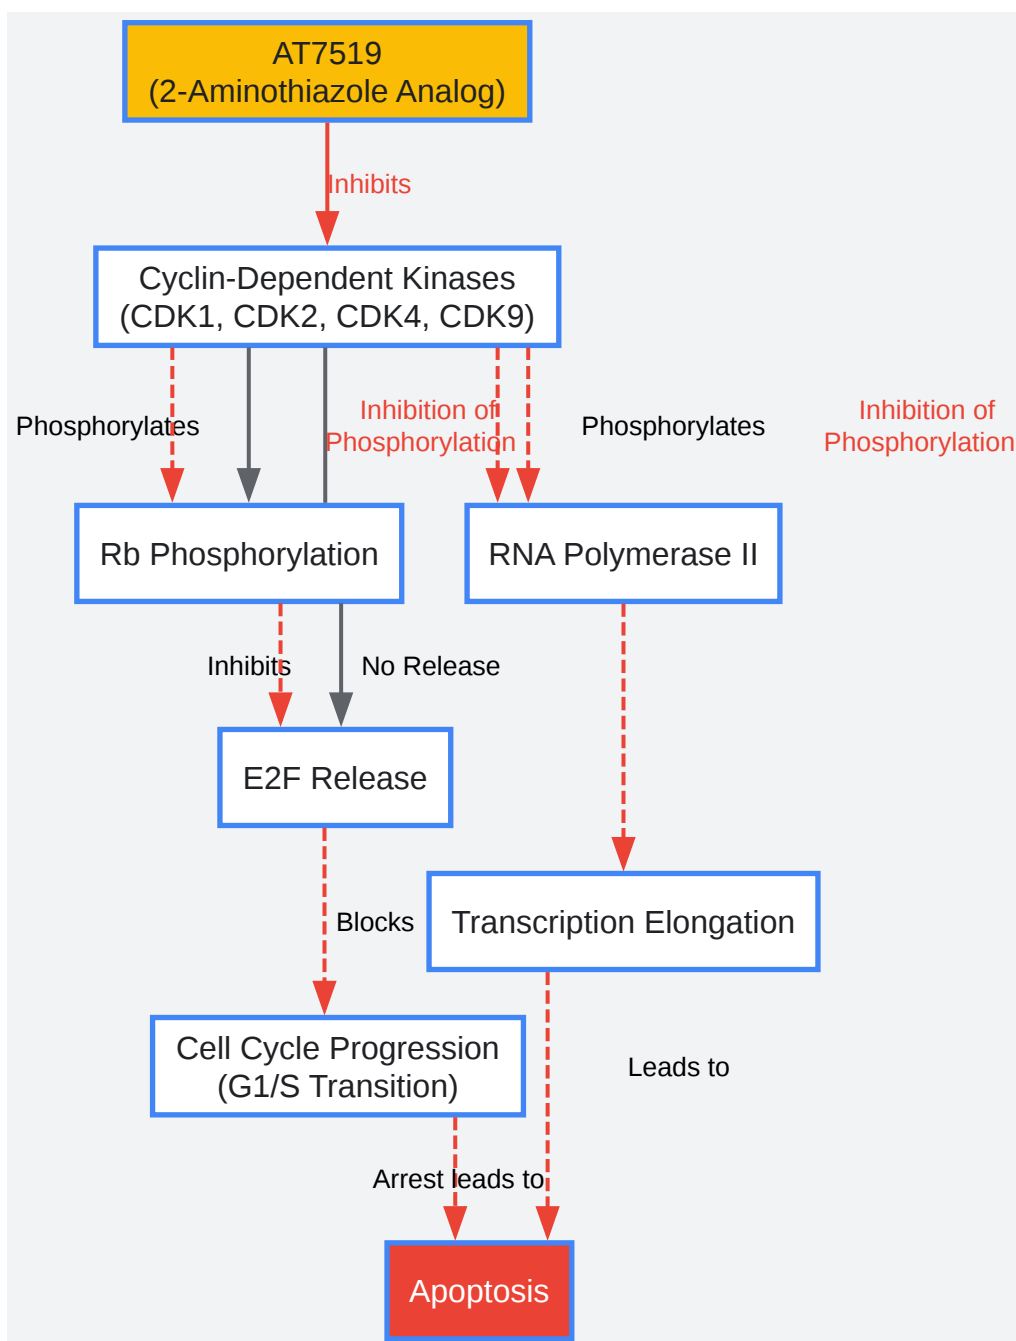 AT7519
(2-Aminothiazole Analog)
Inhibits
Cyclin-Dependent Kinases
(CDK1, CDK2, CDK4, CDK9)
Phosphorylates
Inhibition of
Phosphorylation
Phosphorylates
Inhibition of
Phosphorylation
Rb Phosphorylation
RNA Polymerase II
Inhibits
No Release
E2F Release
Blocks
Transcription Elongation
Cell Cycle Progression
(G1/S Transition)
Leads to
Arrest leads to
Apoptosis